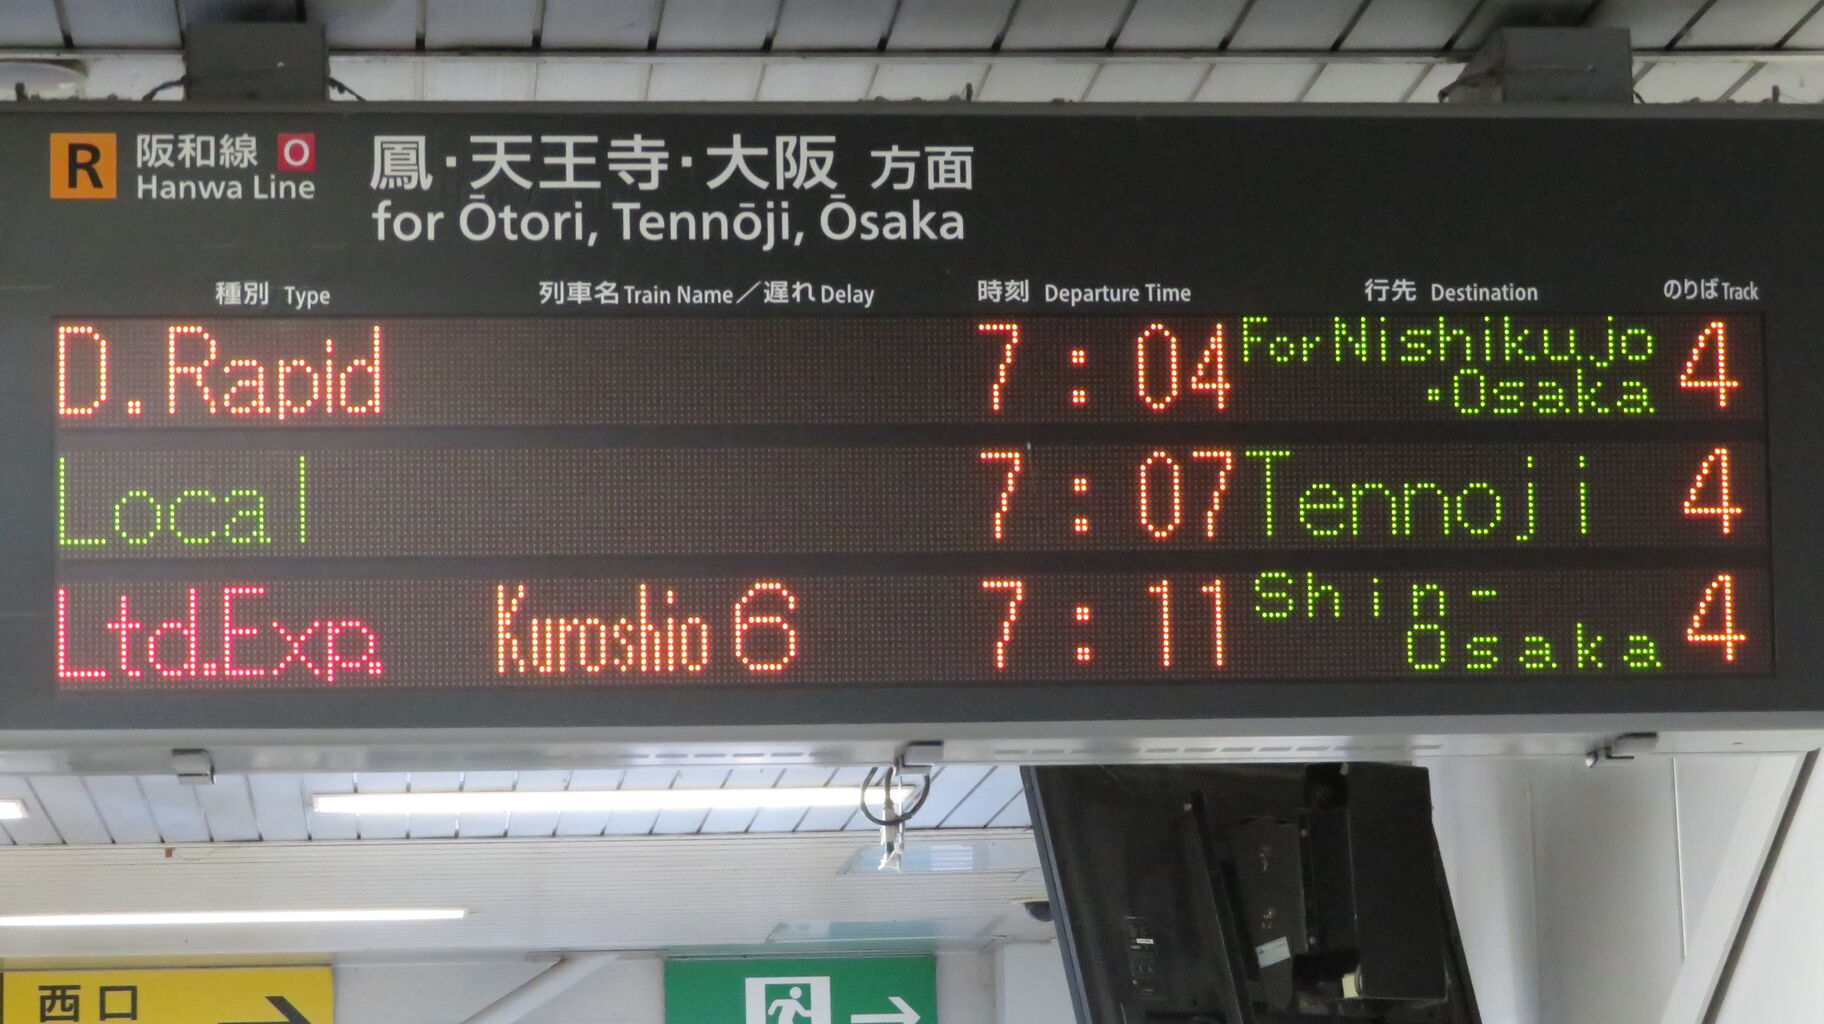 R 阪和線 O 鳳・天王寺・大阪 方面
Hanwa Line for Ōtori, Tennōji, Ōsaka
種別 Type 列車名 Train Name／遅れ Delay 時刻 Departure Time 行先 Destination のりば Track
D.Rapid 7:04 For Nishikujo
・Osaka 4
Local 7:07 Tennoji 4
Ltd.Exp. Kuroshio 6 7:11 Shin-
Osaka 4
西口